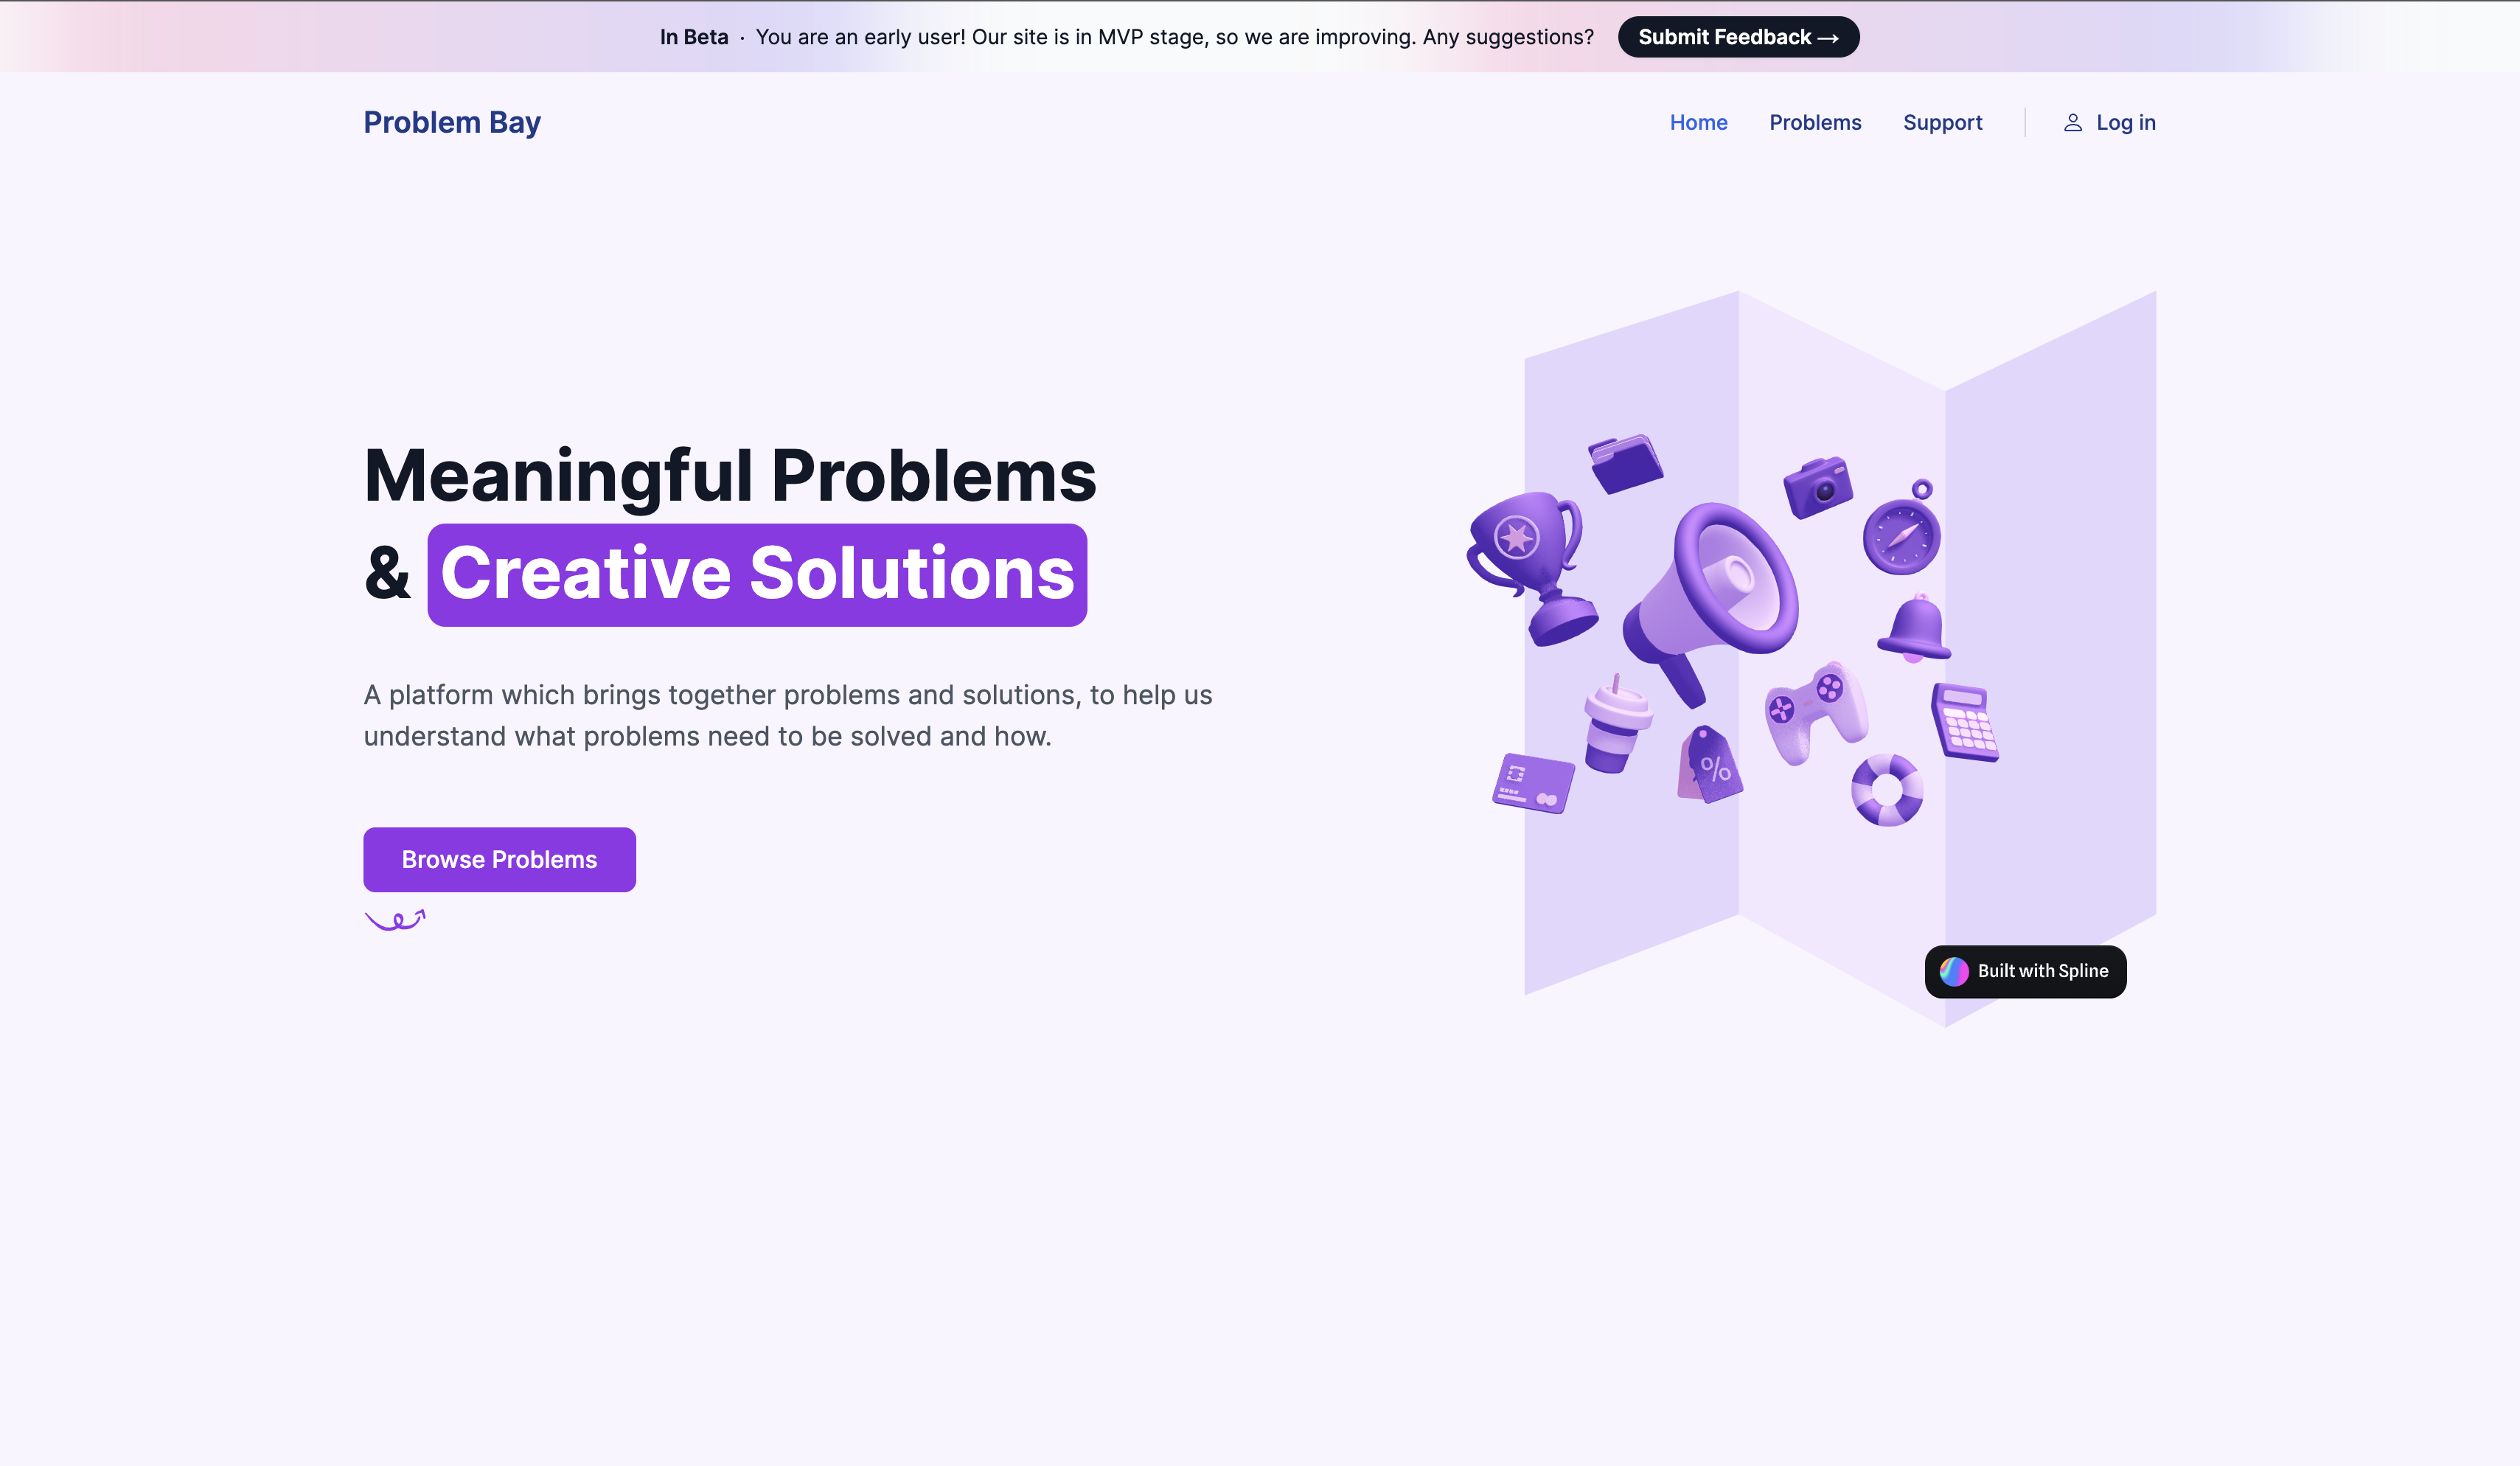 In Beta · You are an early user! Our site is in MVP stage, so we are improving. Any suggestions? Submit Feedback →
Problem Bay
Home Problems Support Log in
Meaningful Problems
& Creative Solutions
A platform which brings together problems and solutions, to help us
understand what problems need to be solved and how.
Browse Problems
%
Built with Spline